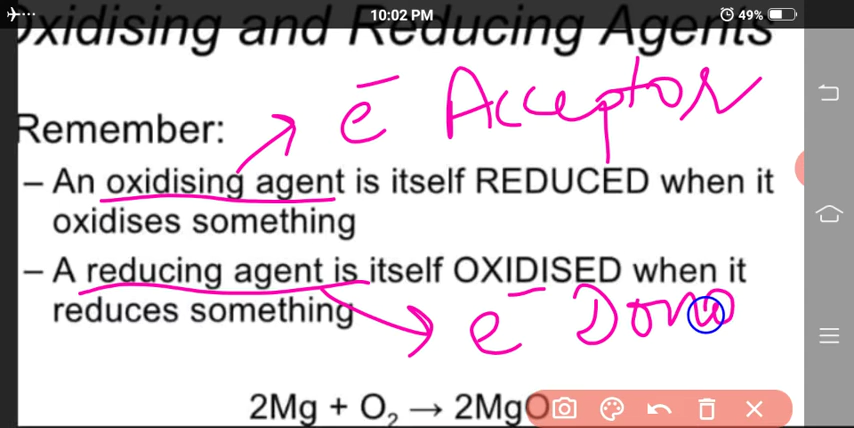 10:02 PM 49%
Oxidising and Reducing Agents
e⁻ Acceptor
Remember:
– An oxidising agent is itself REDUCED when it
oxidises something
– A reducing agent is itself OXIDISED when it
reduces something
e⁻ Dono
2Mg + O₂ → 2MgO